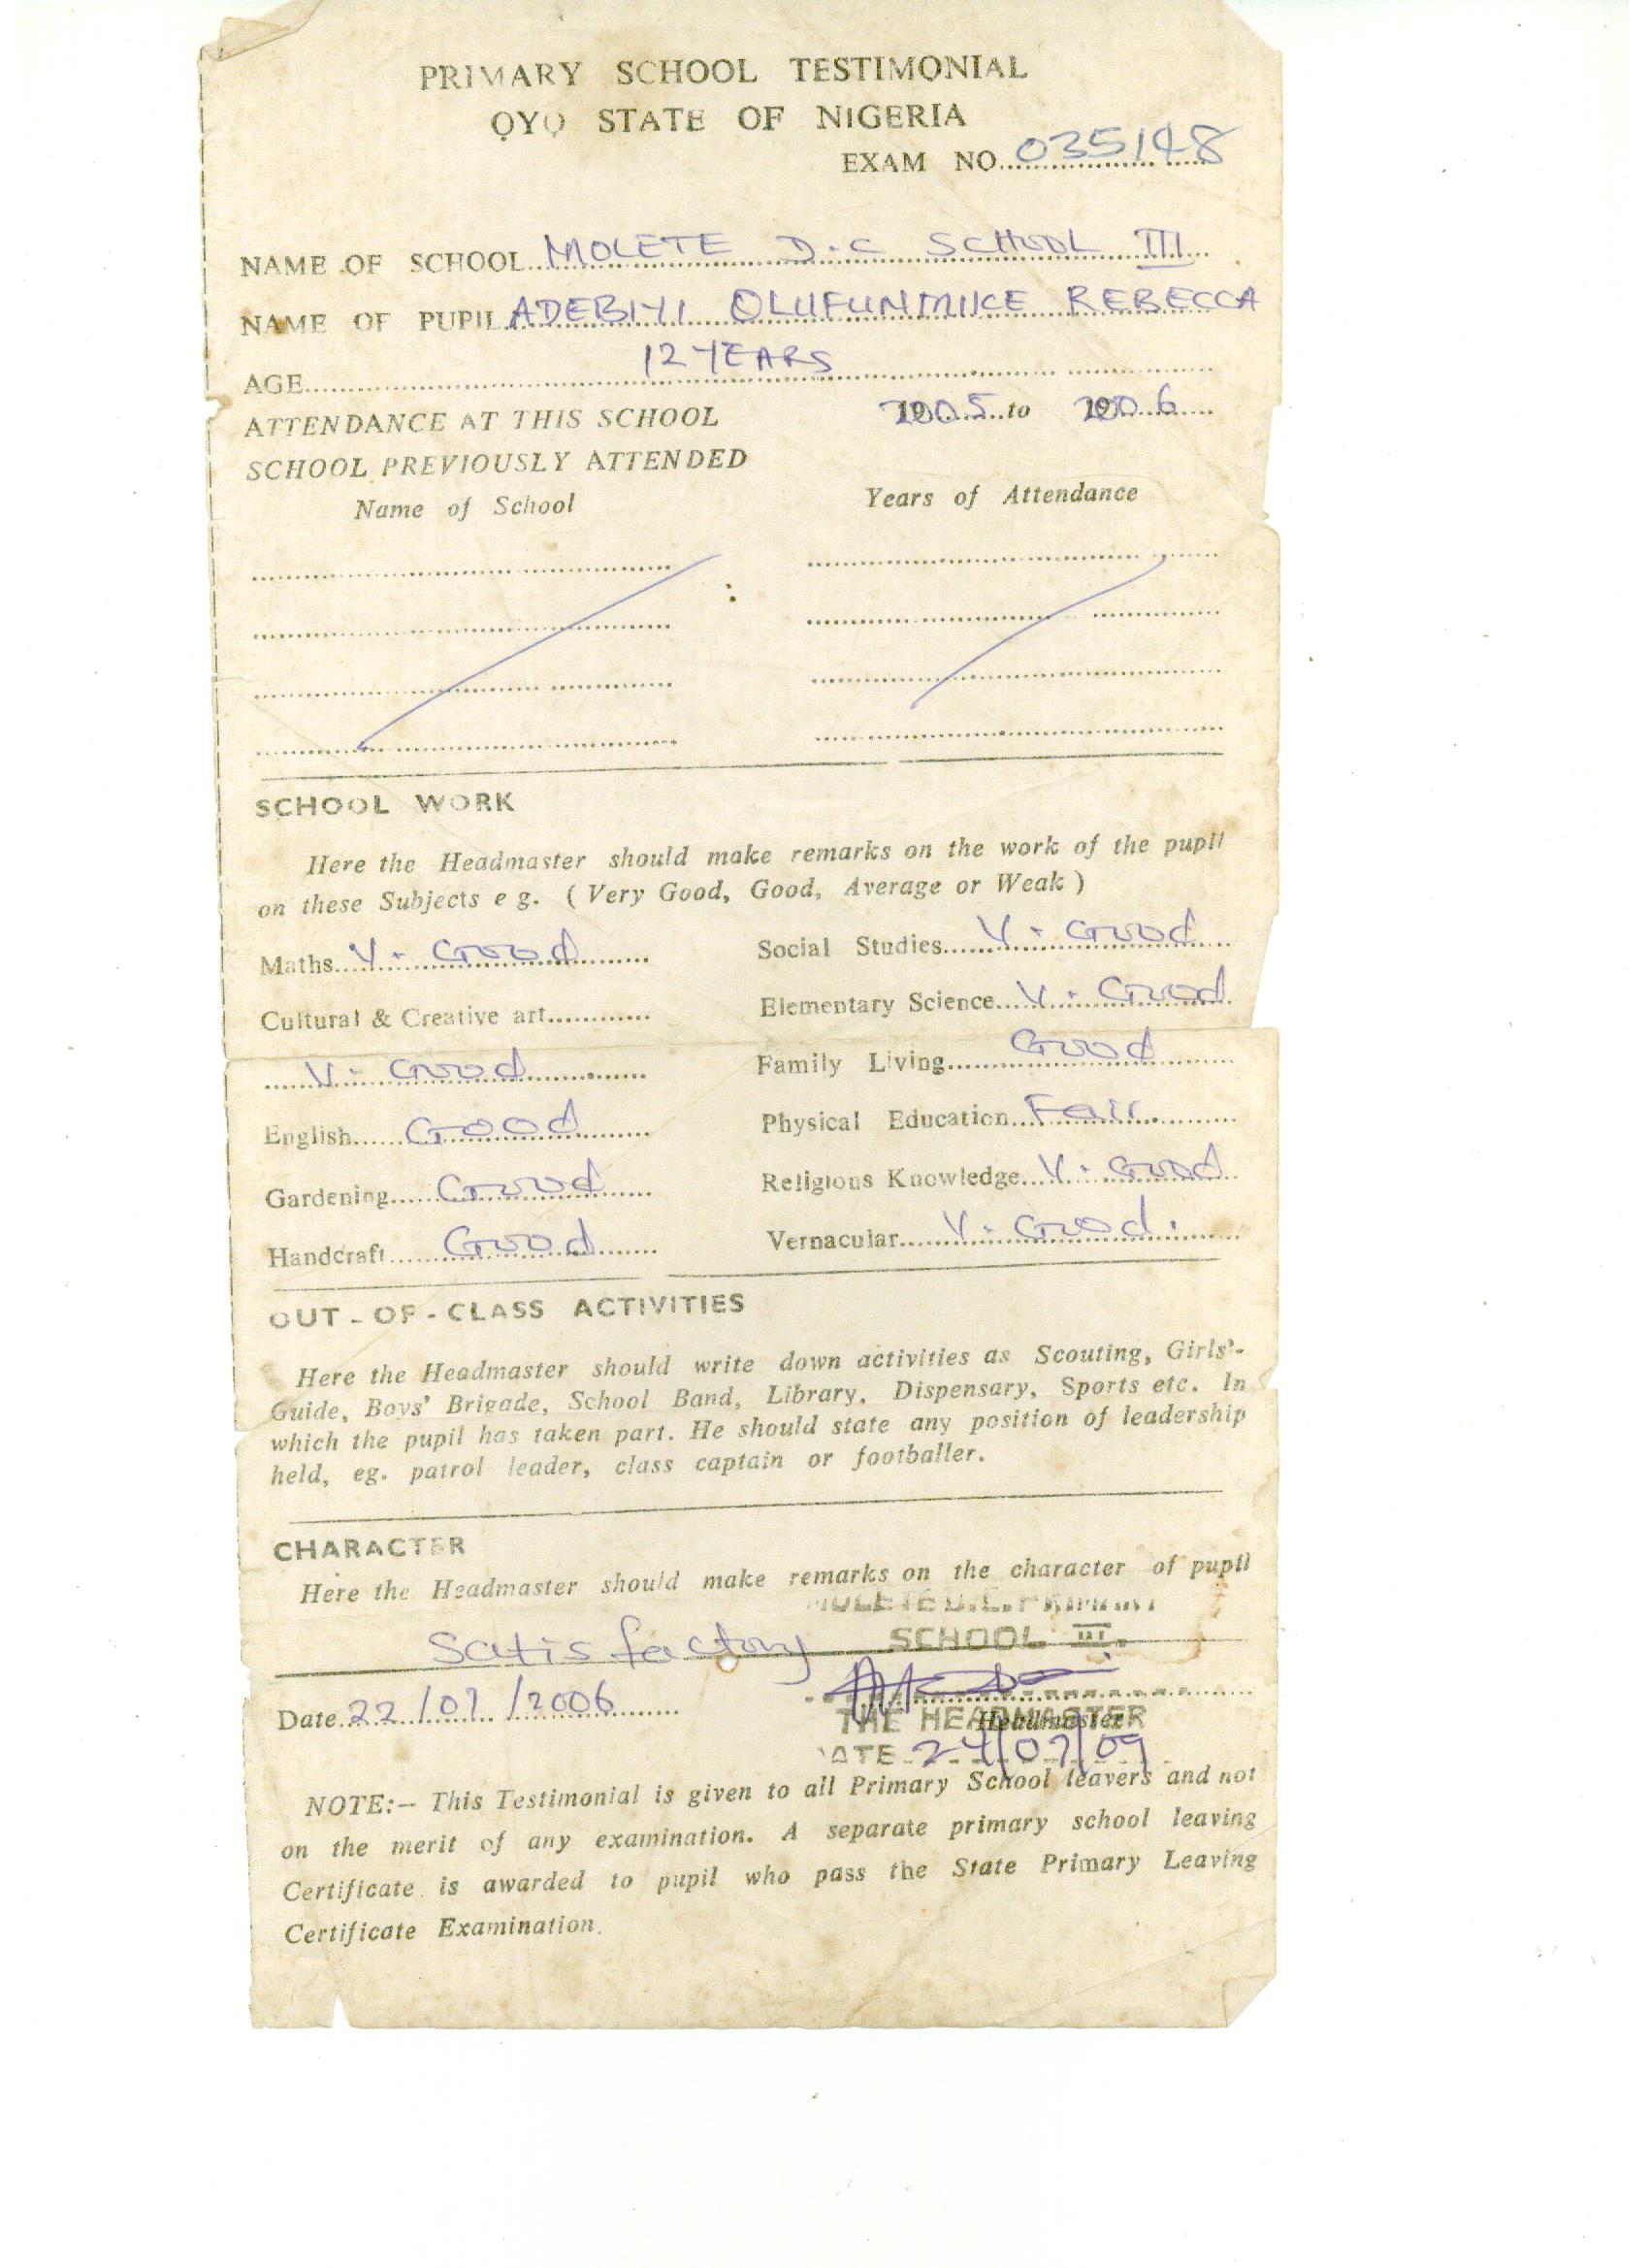 PRIMARY SCHOOL TESTIMONIAL
ỌYỌ STATE OF NIGERIA
EXAM NO. 035148
NAME OF SCHOOL MOLETE D.C SCHOOL III
NAME OF PUPIL ADEBIYI OLUFUNMIKE REBECCA
AGE 12 YEARS
ATTENDANCE AT THIS SCHOOL 2005 to 2006
SCHOOL PREVIOUSLY ATTENDED
Name of School Years of Attendance
SCHOOL WORK
Here the Headmaster should make remarks on the work of the pupil
on these Subjects e g. ( Very Good, Good, Average or Weak )
Maths V. Good Social Studies V. Good
Cultural & Creative art Elementary Science V. Good
V. Good Family Living Good
English Good Physical Education Fair
Gardening Good Religious Knowledge V. Good
Handcraft Good Vernacular V. Good.
OUT - OF - CLASS ACTIVITIES
Here the Headmaster should write down activities as Scouting, Girls'-
Guide, Boys' Brigade, School Band, Library, Dispensary, Sports etc. In
which the pupil has taken part. He should state any position of leadership
held, eg. patrol leader, class captain or footballer.
CHARACTER
Here the Headmaster should make remarks on the character of pupil
MOLETE D.C. PRIMARY
Satisfactory SCHOOL III.
Date 22/07/2006
THE HEADMASTER Headmaster
DATE 24/07/09
NOTE:— This Testimonial is given to all Primary School leavers and not
on the merit of any examination. A separate primary school leaving
Certificate is awarded to pupil who pass the State Primary Leaving
Certificate Examination.